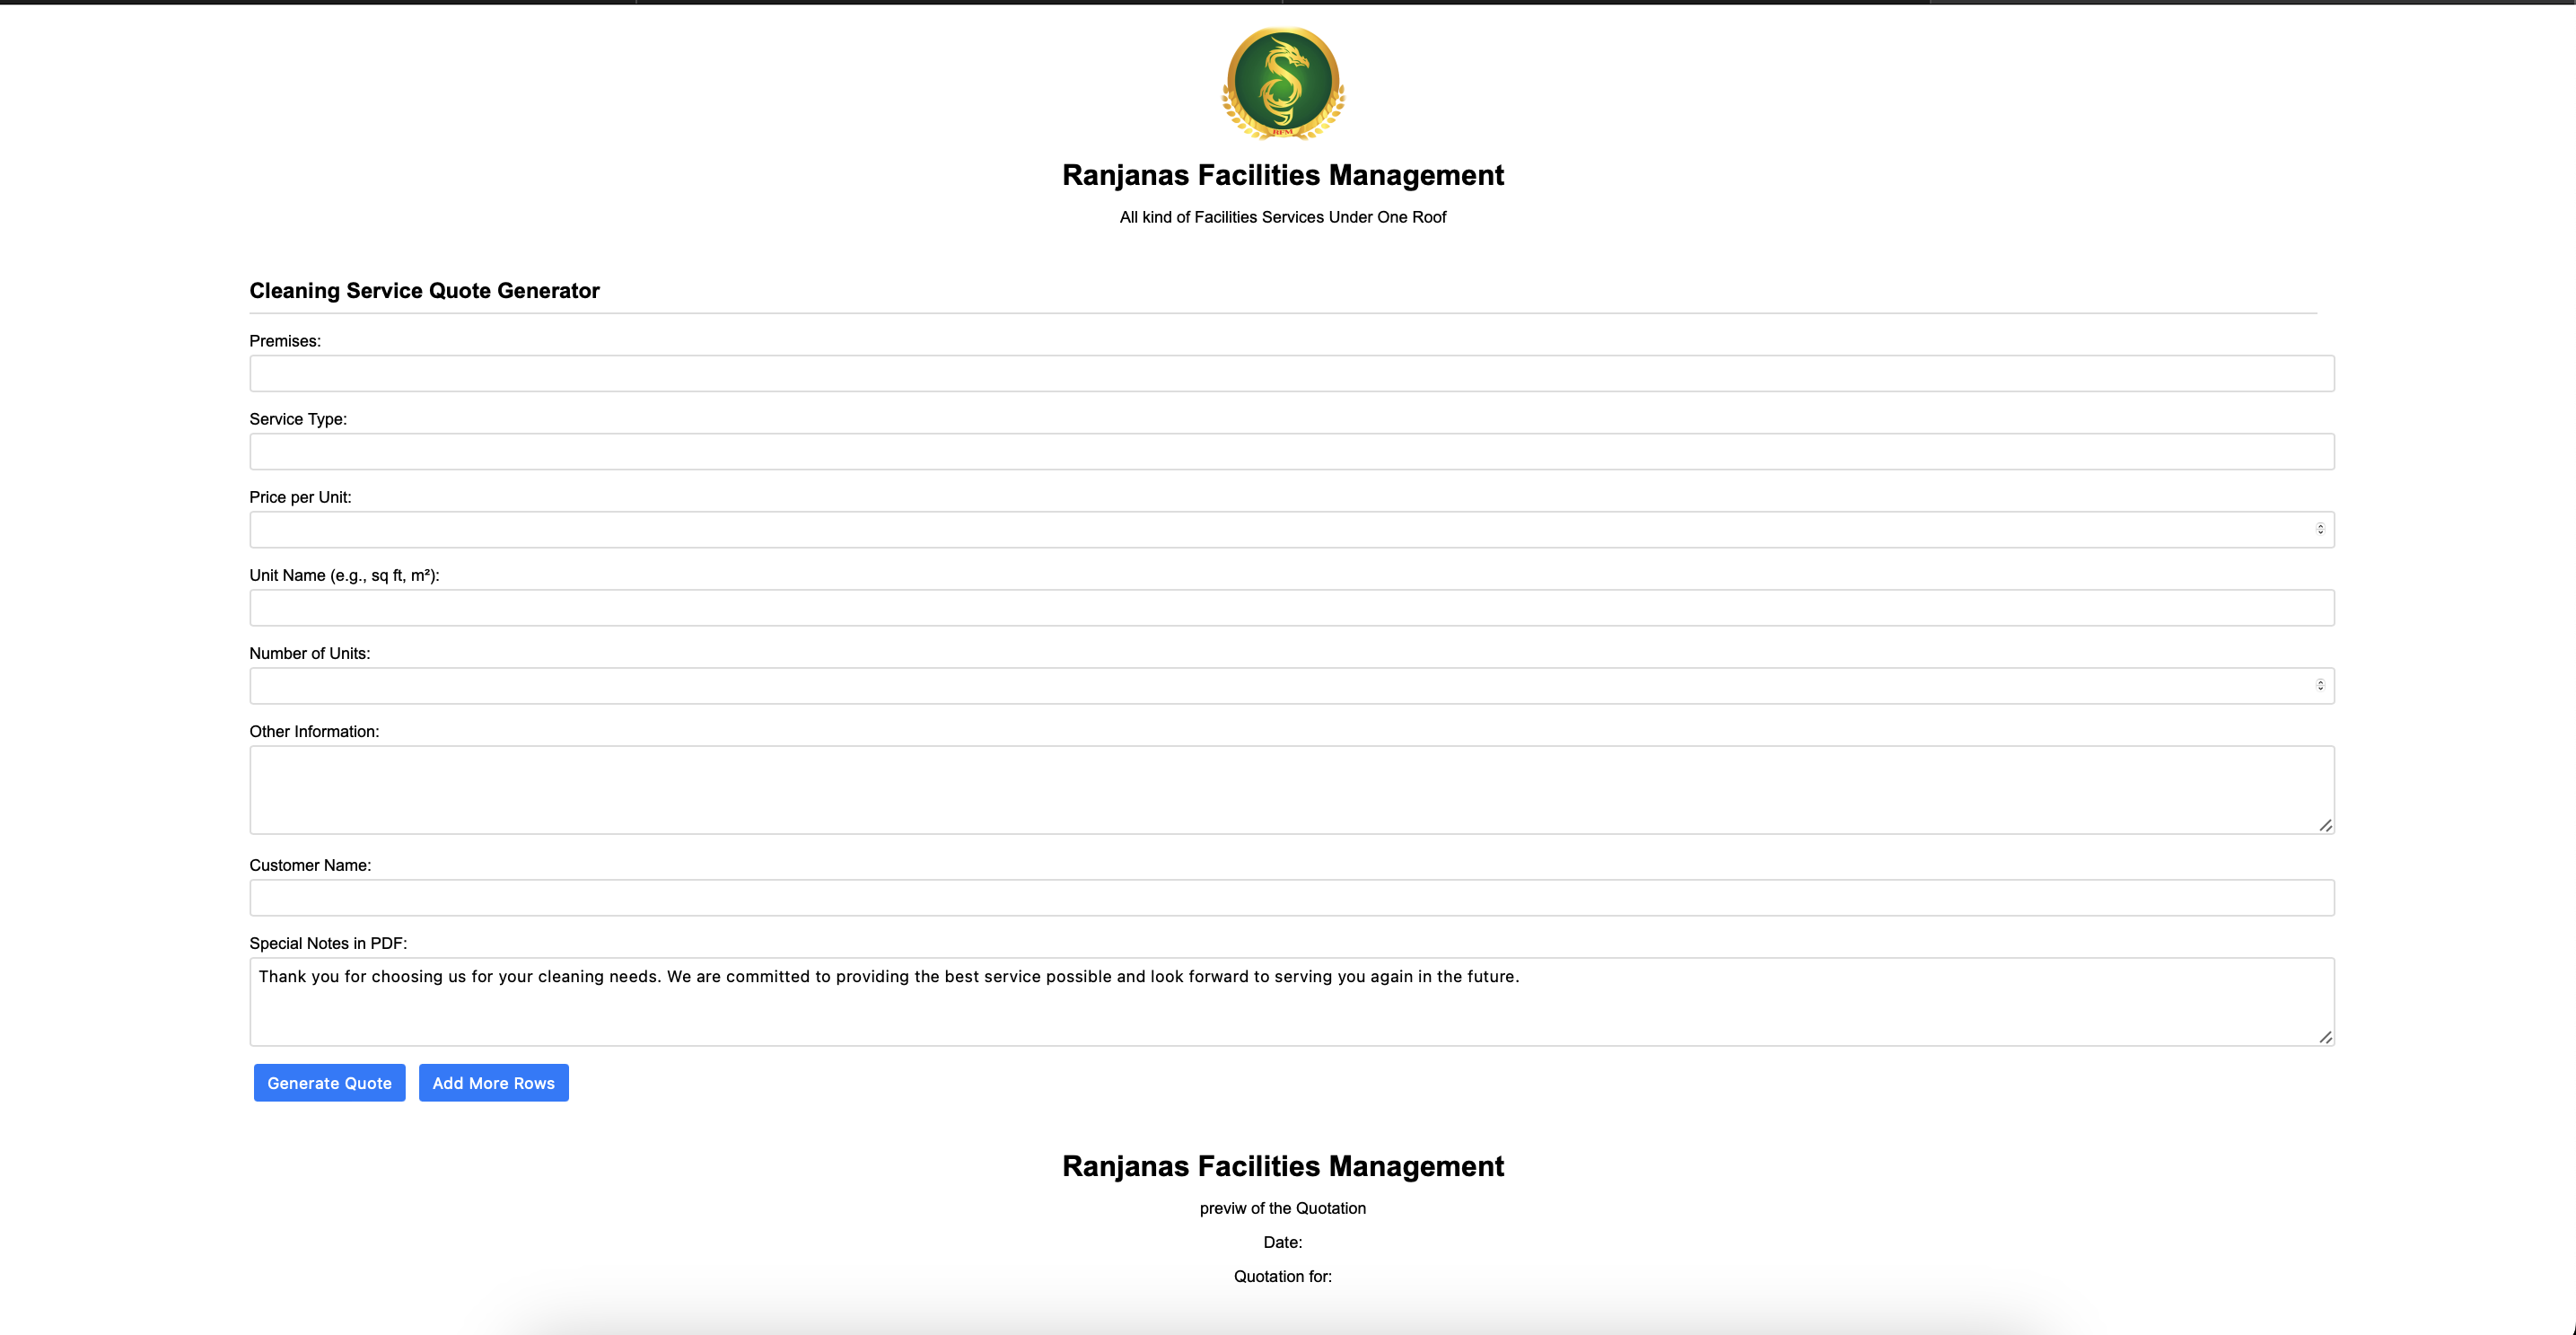 RFM
Ranjanas Facilities Management
All kind of Facilities Services Under One Roof
Cleaning Service Quote Generator
Premises:
Service Type:
Price per Unit:
Unit Name (e.g., sq ft, m²):
Number of Units:
Other Information:
Customer Name:
Special Notes in PDF:
Thank you for choosing us for your cleaning needs. We are committed to providing the best service possible and look forward to serving you again in the future.
Generate Quote Add More Rows
Ranjanas Facilities Management
previw of the Quotation
Date:
Quotation for: